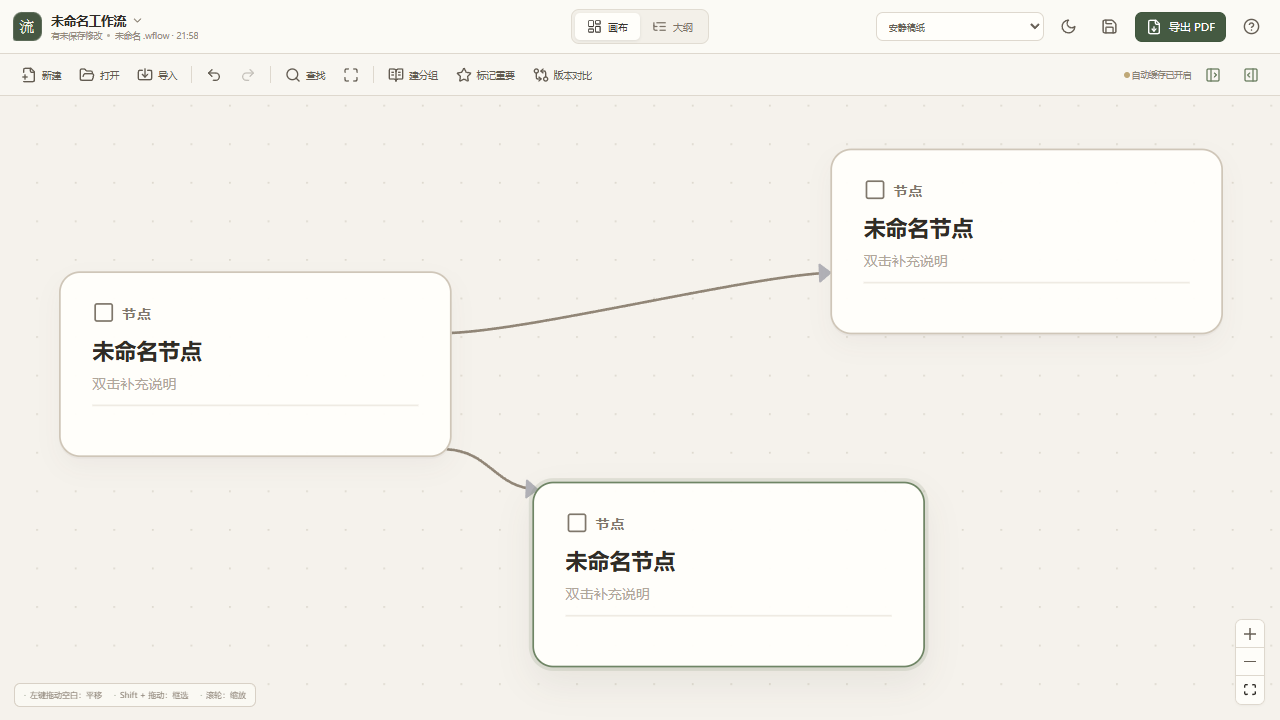 流
未命名工作流
有未保存修改 • 未命名.wflow · 21:58
画布
大纲
安静稿纸
导出 PDF
新建
打开
导入
查找
建分组
标记重要
版本对比
自动缓存已开启
节点
未命名节点
双击补充说明
节点
未命名节点
双击补充说明
节点
未命名节点
双击补充说明
· 左键拖动空白：平移 · Shift + 拖动：框选 · 滚轮：缩放